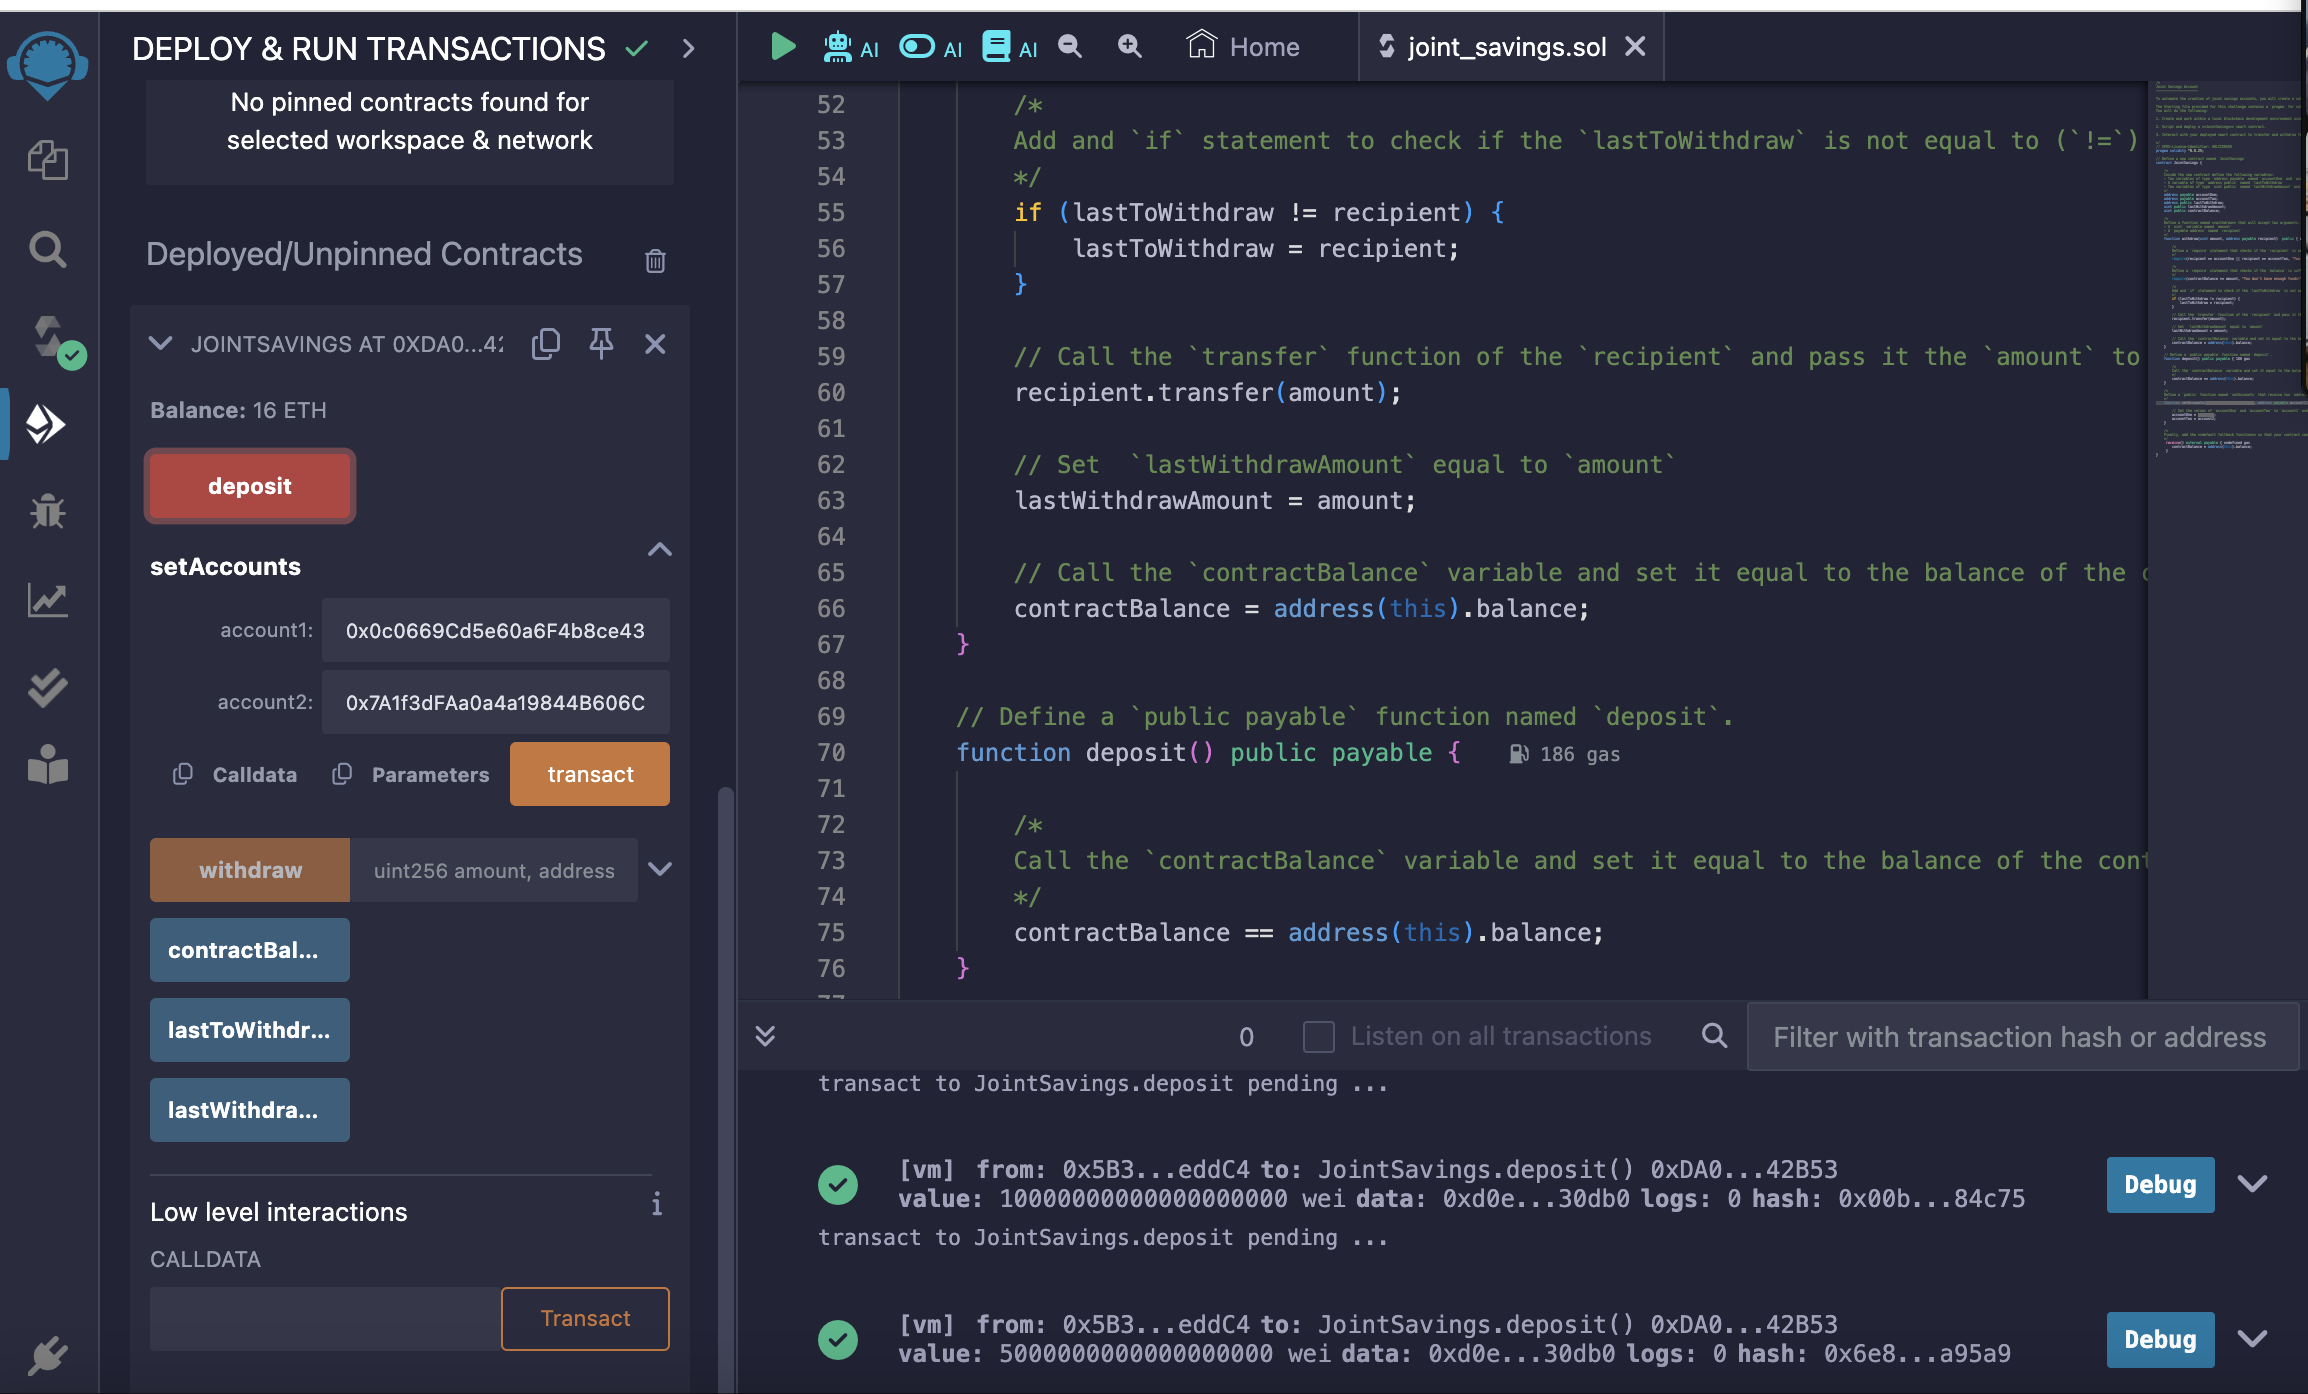 DEPLOY & RUN TRANSACTIONS
No pinned contracts found for
selected workspace & network
Deployed/Unpinned Contracts
JOINTSAVINGS AT 0XDA0...42
Balance: 16 ETH
deposit
setAccounts
account1: 0x0c0669Cd5e60a6F4b8ce43
account2: 0x7A1f3dFAa0a4a19844B606C
Calldata Parameters transact
withdraw uint256 amount, address
contractBal...
lastToWithdr...
lastWithdra...
Low level interactions
i
CALLDATA
Transact
AI AI AI Home joint_savings.sol
52 /*
53 Add and `if` statement to check if the `lastToWithdraw` is not equal to (`!=`)
54 */
55 if (lastToWithdraw != recipient) {
56 lastToWithdraw = recipient;
57 }
58
59 // Call the `transfer` function of the `recipient` and pass it the `amount` to
60 recipient.transfer(amount);
61
62 // Set  `lastWithdrawAmount` equal to `amount`
63 lastWithdrawAmount = amount;
64
65 // Call the `contractBalance` variable and set it equal to the balance of the c
66 contractBalance = address(this).balance;
67 }
68
69 // Define a `public payable` function named `deposit`.
70 function deposit() public payable { 186 gas
71
72 /*
73 Call the `contractBalance` variable and set it equal to the balance of the cont
74 */
75 contractBalance == address(this).balance;
76 }
77
0 Listen on all transactions Filter with transaction hash or address
transact to JointSavings.deposit pending ...
[vm] from: 0x5B3...eddC4 to: JointSavings.deposit() 0xDA0...42B53
value: 10000000000000000000 wei data: 0xd0e...30db0 logs: 0 hash: 0x00b...84c75
Debug
transact to JointSavings.deposit pending ...
[vm] from: 0x5B3...eddC4 to: JointSavings.deposit() 0xDA0...42B53
value: 5000000000000000000 wei data: 0xd0e...30db0 logs: 0 hash: 0x6e8...a95a9
Debug